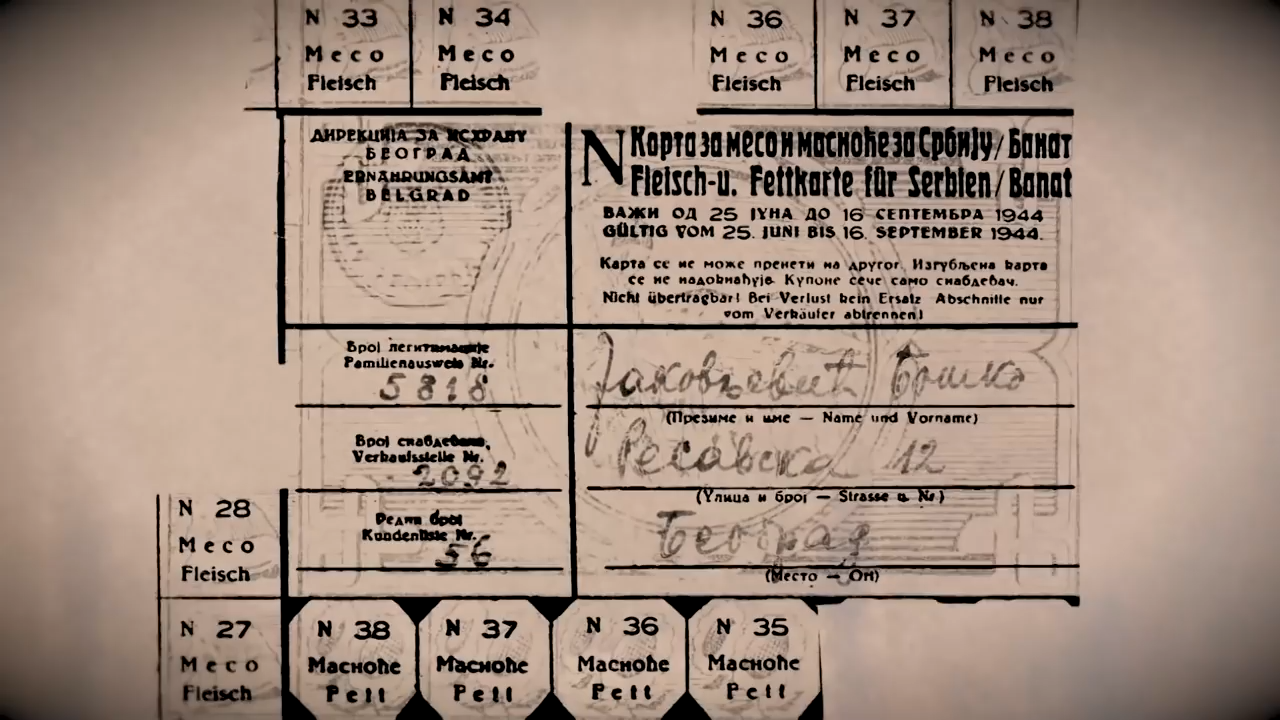 N 33
Месо
Fleisch
N 34
Месо
Fleisch
N 36
Месо
Fleisch
N 37
Месо
Fleisch
N 38
Месо
Fleisch
ДИРЕКЦИЈА ЗА ИСХРАНУ
БЕОГРАД
ERNÄHRUNGSAMT
BELGRAD
N Карта за месо и масноће за Србију/Банат
Fleisch-u. Fettkarte für Serbien/Banat
ВАЖИ ОД 25 ЈУНА ДО 16 СЕПТЕМБРА 1944
GÜLTIG VOM 25. JUNI BIS 16. SEPTEMBER 1944.
Карта се не може пренети на другог. Изгубљена карта
се не надокнађује. Купоне сече само снабдевач.
Nicht übertragbar! Bei Verlust kein Ersatz Abschnitte nur
vom Verkäufer abtrennen!
Број легитимације
Familienausweis Nr.
5818
Број снабдевача,
Verkaufsstelle Nr.
2092
Редни број
Kundenliste Nr.
56
Јаковљевић Бошко
(Презиме и име — Name und Vorname)
Ресавска 12
(Улица и број — Strasse u. Nr.)
Београд
(Место — Ort)
N 28
Месо
Fleisch
N 27
Месо
Fleisch
N 38
Масноће
Fett
N 37
Масноће
Fett
N 36
Масноће
Fett
N 35
Масноће
Fett